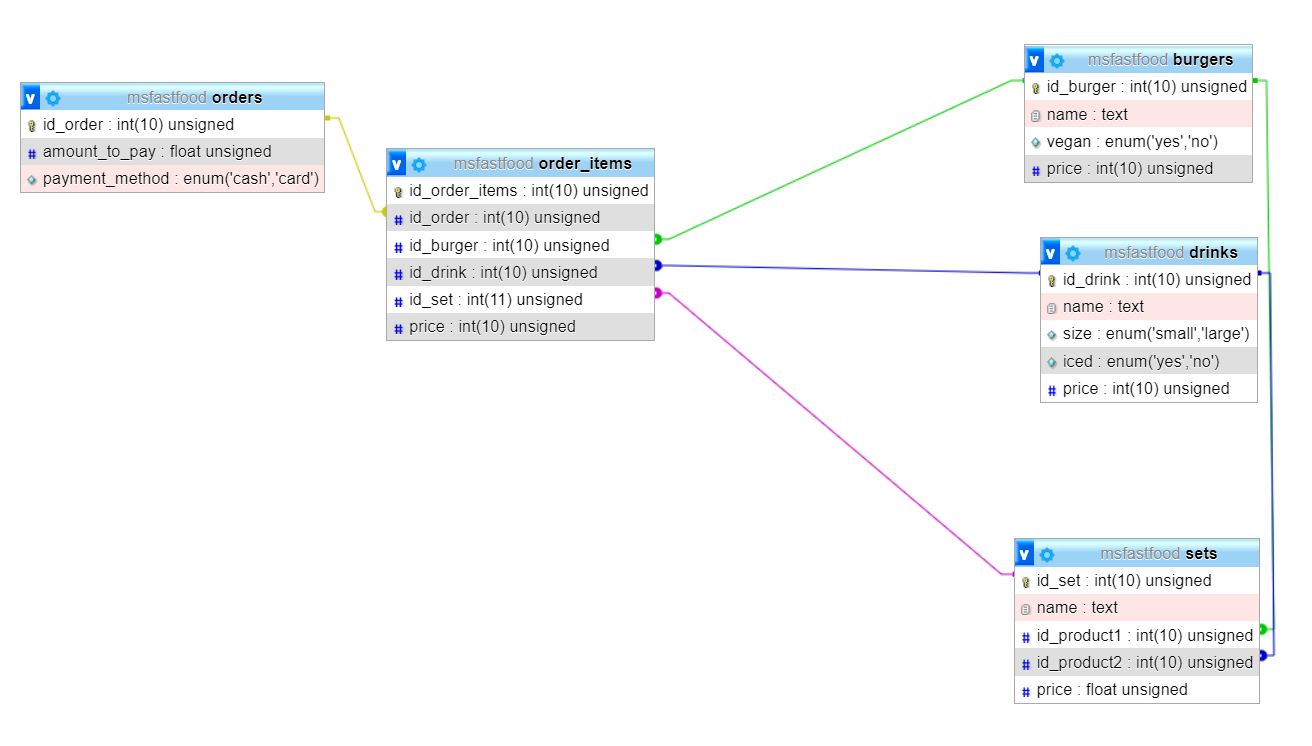 v msfastfood orders
id_order : int(10) unsigned
# amount_to_pay : float unsigned
payment_method : enum('cash','card')
v msfastfood order_items
id_order_items : int(10) unsigned
# id_order : int(10) unsigned
# id_burger : int(10) unsigned
# id_drink : int(10) unsigned
# id_set : int(11) unsigned
# price : int(10) unsigned
v msfastfood burgers
id_burger : int(10) unsigned
name : text
vegan : enum('yes','no')
# price : int(10) unsigned
v msfastfood drinks
id_drink : int(10) unsigned
name : text
size : enum('small','large')
iced : enum('yes','no')
# price : int(10) unsigned
v msfastfood sets
id_set : int(10) unsigned
name : text
# id_product1 : int(10) unsigned
# id_product2 : int(10) unsigned
# price : float unsigned